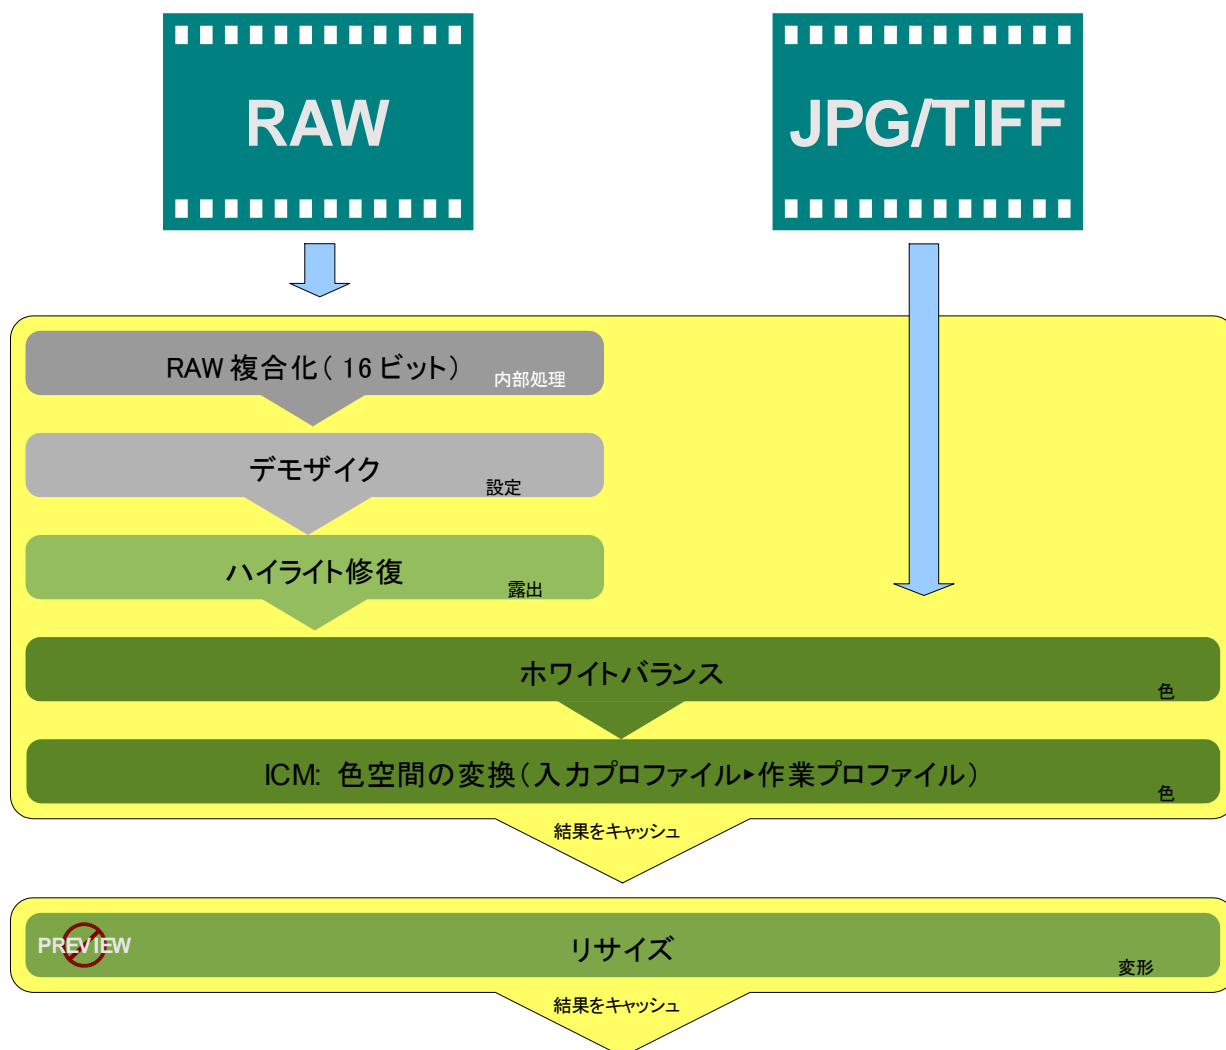 RAW
JPG/TIFF
RAW 複合化( 16 ビット)
内部処理
デモザイク
設定
ハイライト修復
露出
ホワイトバランス
色
ICM: 色空間の変換(入力プロファイル▸作業プロファイル)
色
結果をキャッシュ
PREVIEW
リサイズ
変形
結果をキャッシュ